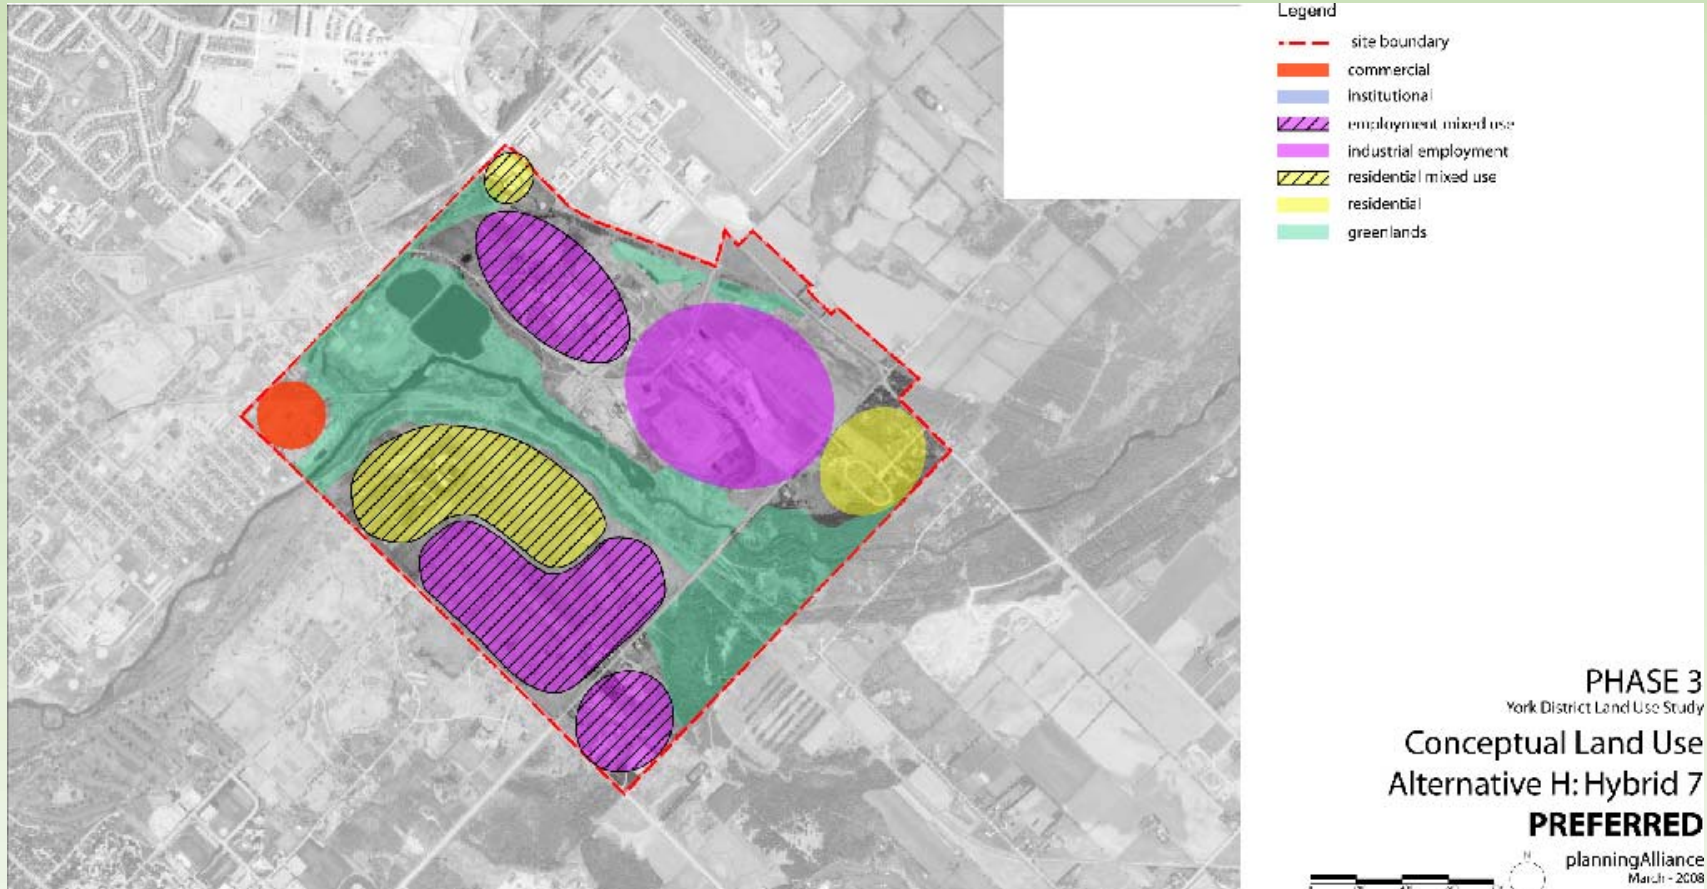 Legend
site boundary
commercial
institutional
employment mixed use
industrial employment
residential mixed use
residential
greenlands
PHASE 3
York District Land Use Study
Conceptual Land Use
Alternative H: Hybrid 7
PREFERRED
N
planningAlliance
March - 2008